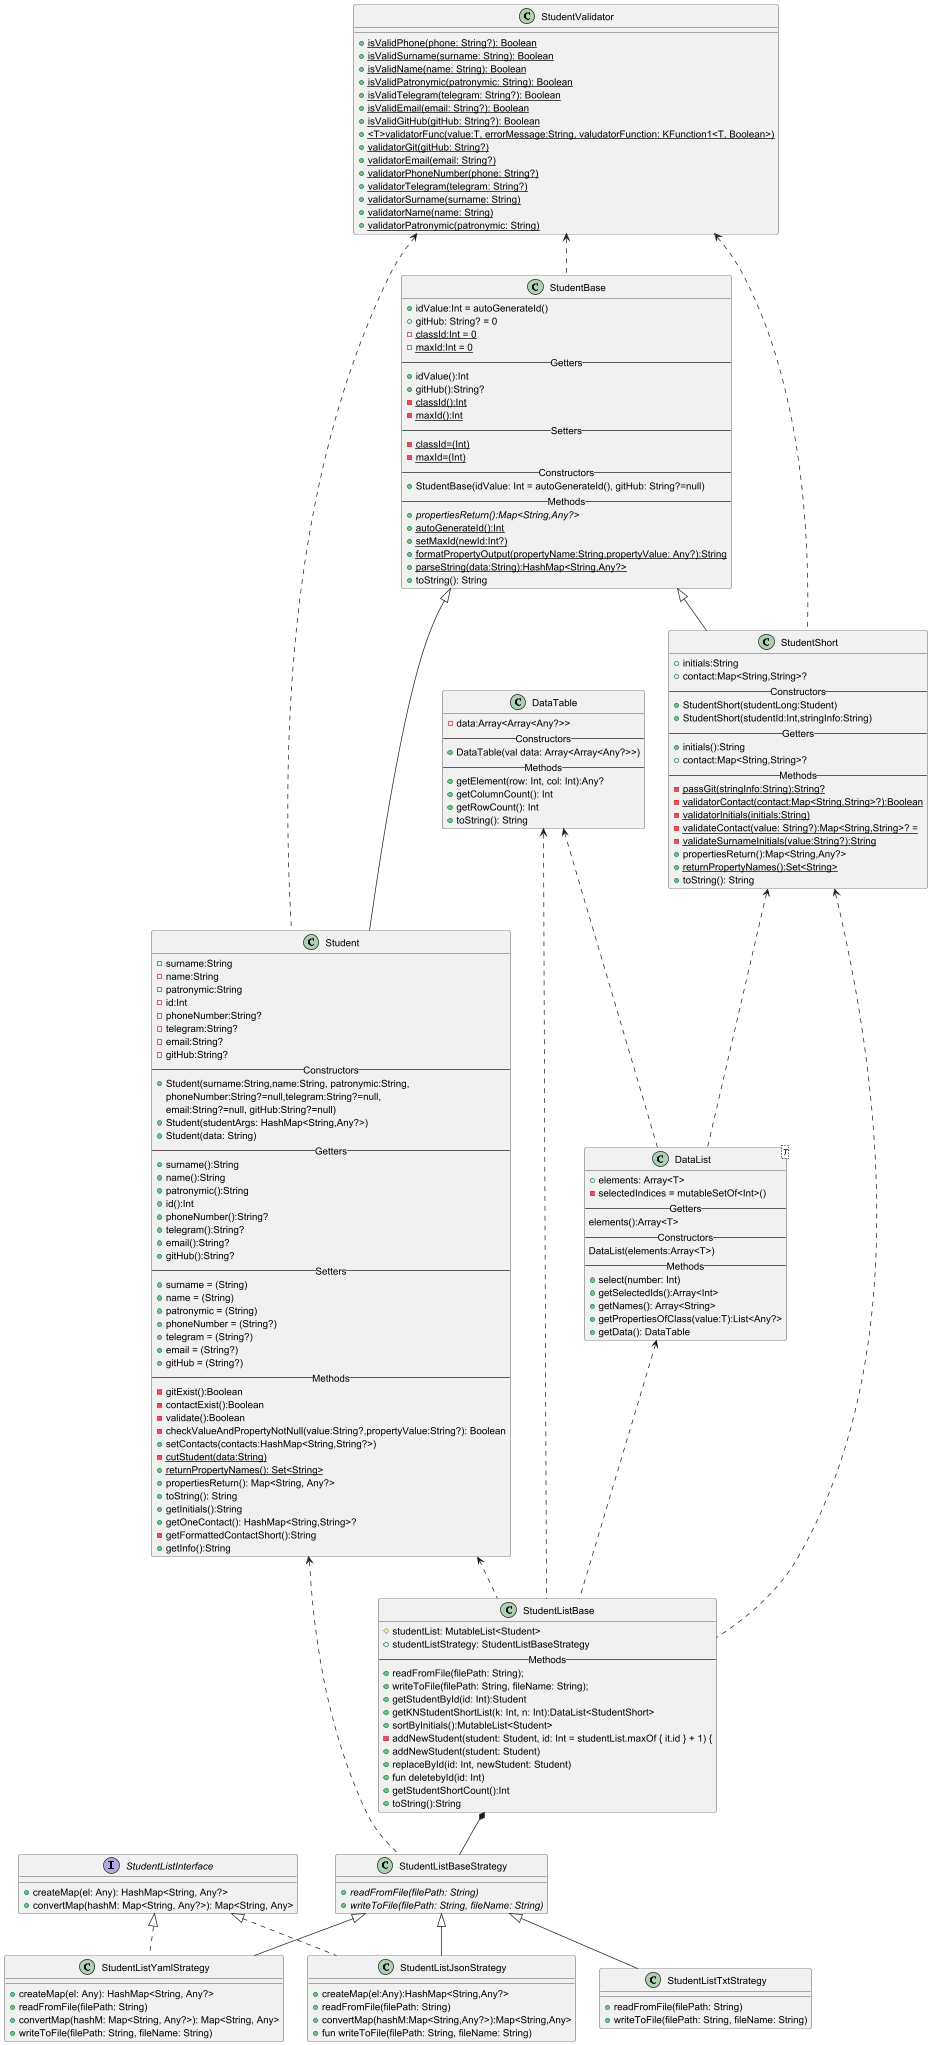 C StudentValidator
isValidPhone(phone: String?): Boolean
isValidSurname(surname: String): Boolean
isValidName(name: String): Boolean
isValidPatronymic(patronymic: String): Boolean
isValidTelegram(telegram: String?): Boolean
isValidEmail(email: String?): Boolean
isValidGitHub(gitHub: String?): Boolean
<T>validatorFunc(value:T, errorMessage:String, valudatorFunction: KFunction1<T, Boolean>)
validatorGit(gitHub: String?)
validatorEmail(email: String?)
validatorPhoneNumber(phone: String?)
validatorTelegram(telegram: String?)
validatorSurname(surname: String)
validatorName(name: String)
validatorPatronymic(patronymic: String)
C StudentBase
idValue:Int = autoGenerateId()
gitHub: String? = 0
classId:Int = 0
maxId:Int = 0
Getters
idValue():Int
gitHub():String?
classId():Int
maxId():Int
Setters
classId=(Int)
maxId=(Int)
Constructors
StudentBase(idValue: Int = autoGenerateId(), gitHub: String?=null)
Methods
propertiesReturn():Map<String,Any?>
autoGenerateId():Int
setMaxId(newId:Int?)
formatPropertyOutput(propertyName:String,propertyValue: Any?):String
parseString(data:String):HashMap<String,Any?>
toString(): String
C StudentShort
initials:String
contact:Map<String,String>?
Constructors
StudentShort(studentLong:Student)
StudentShort(studentId:Int,stringInfo:String)
Getters
initials():String
contact:Map<String,String>?
Methods
passGit(stringInfo:String):String?
validatorContact(contact:Map<String,String>?):Boolean
validatorInitials(initials:String)
validateContact(value: String?):Map<String,String>? =
validateSurnameInitials(value:String?):String
propertiesReturn():Map<String,Any?>
returnPropertyNames():Set<String>
toString(): String
C DataTable
data:Array<Array<Any?>>
Constructors
DataTable(val data: Array<Array<Any?>>)
Methods
getElement(row: Int, col: Int):Any?
getColumnCount(): Int
getRowCount(): Int
toString(): String
C Student
surname:String
name:String
patronymic:String
id:Int
phoneNumber:String?
telegram:String?
email:String?
gitHub:String?
Constructors
Student(surname:String,name:String, patronymic:String,
phoneNumber:String?=null,telegram:String?=null,
email:String?=null, gitHub:String?=null)
Student(studentArgs: HashMap<String,Any?>)
Student(data: String)
Getters
surname():String
name():String
patronymic():String
id():Int
phoneNumber():String?
telegram():String?
email():String?
gitHub():String?
Setters
surname = (String)
name = (String)
patronymic = (String)
phoneNumber = (String?)
telegram = (String?)
email = (String?)
gitHub = (String?)
Methods
gitExist():Boolean
contactExist():Boolean
validate():Boolean
checkValueAndPropertyNotNull(value:String?,propertyValue:String?): Boolean
setContacts(contacts:HashMap<String,String?>)
cutStudent(data:String)
returnPropertyNames(): Set<String>
propertiesReturn(): Map<String, Any?>
toString(): String
getInitials():String
getOneContact(): HashMap<String,String>?
getFormattedContactShort():String
getInfo():String
C DataList T
elements: Array<T>
selectedIndices = mutableSetOf<Int>()
Getters
elements():Array<T>
Constructors
DataList(elements:Array<T>)
Methods
select(number: Int)
getSelectedIds():Array<Int>
getNames(): Array<String>
getPropertiesOfClass(value:T):List<Any?>
getData(): DataTable
C StudentListBase
studentList: MutableList<Student>
studentListStrategy: StudentListBaseStrategy
Methods
readFromFile(filePath: String);
writeToFile(filePath: String, fileName: String);
getStudentById(id: Int):Student
getKNStudentShortList(k: Int, n: Int):DataList<StudentShort>
sortByInitials():MutableList<Student>
addNewStudent(student: Student, id: Int = studentList.maxOf { it.id } + 1) {
addNewStudent(student: Student)
replaceById(id: Int, newStudent: Student)
fun deletebyId(id: Int)
getStudentShortCount():Int
toString():String
I StudentListInterface
createMap(el: Any): HashMap<String, Any?>
convertMap(hashM: Map<String, Any?>): Map<String, Any>
C StudentListBaseStrategy
readFromFile(filePath: String)
writeToFile(filePath: String, fileName: String)
C StudentListYamlStrategy
createMap(el: Any): HashMap<String, Any?>
readFromFile(filePath: String)
convertMap(hashM: Map<String, Any?>): Map<String, Any>
writeToFile(filePath: String, fileName: String)
C StudentListJsonStrategy
createMap(el:Any):HashMap<String,Any?>
readFromFile(filePath: String)
convertMap(hashM:Map<String,Any?>):Map<String,Any>
fun writeToFile(filePath: String, fileName: String)
C StudentListTxtStrategy
readFromFile(filePath: String)
writeToFile(filePath: String, fileName: String)